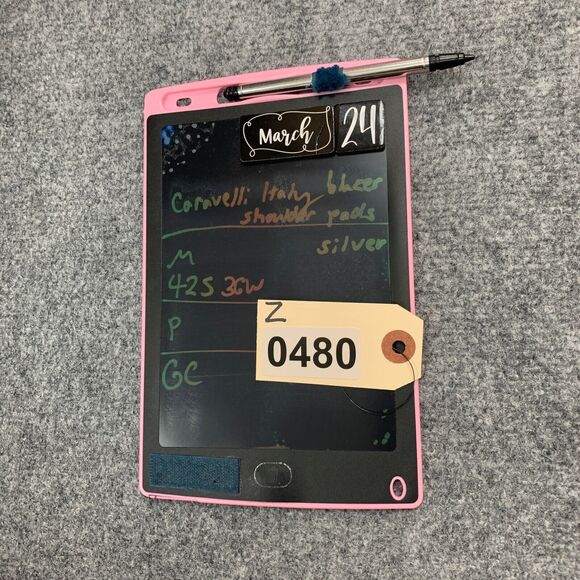 March 24
Caravelli Italy blazer
shoulder pads
silver
M
42S 36W
P
GC
Z
0480